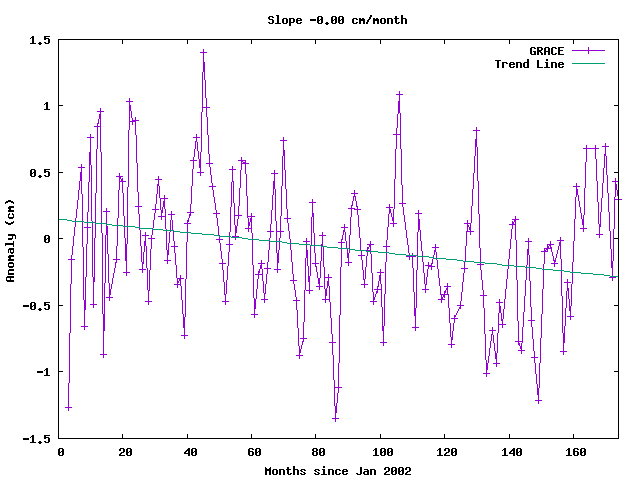 Slope -0.00 cm/month
GRACE
Trend Line
1.5
1
0.5
0
-0.5
-1
-1.5
Anomaly (cm)
0 20 40 60 80 100 120 140 160
Months since Jan 2002